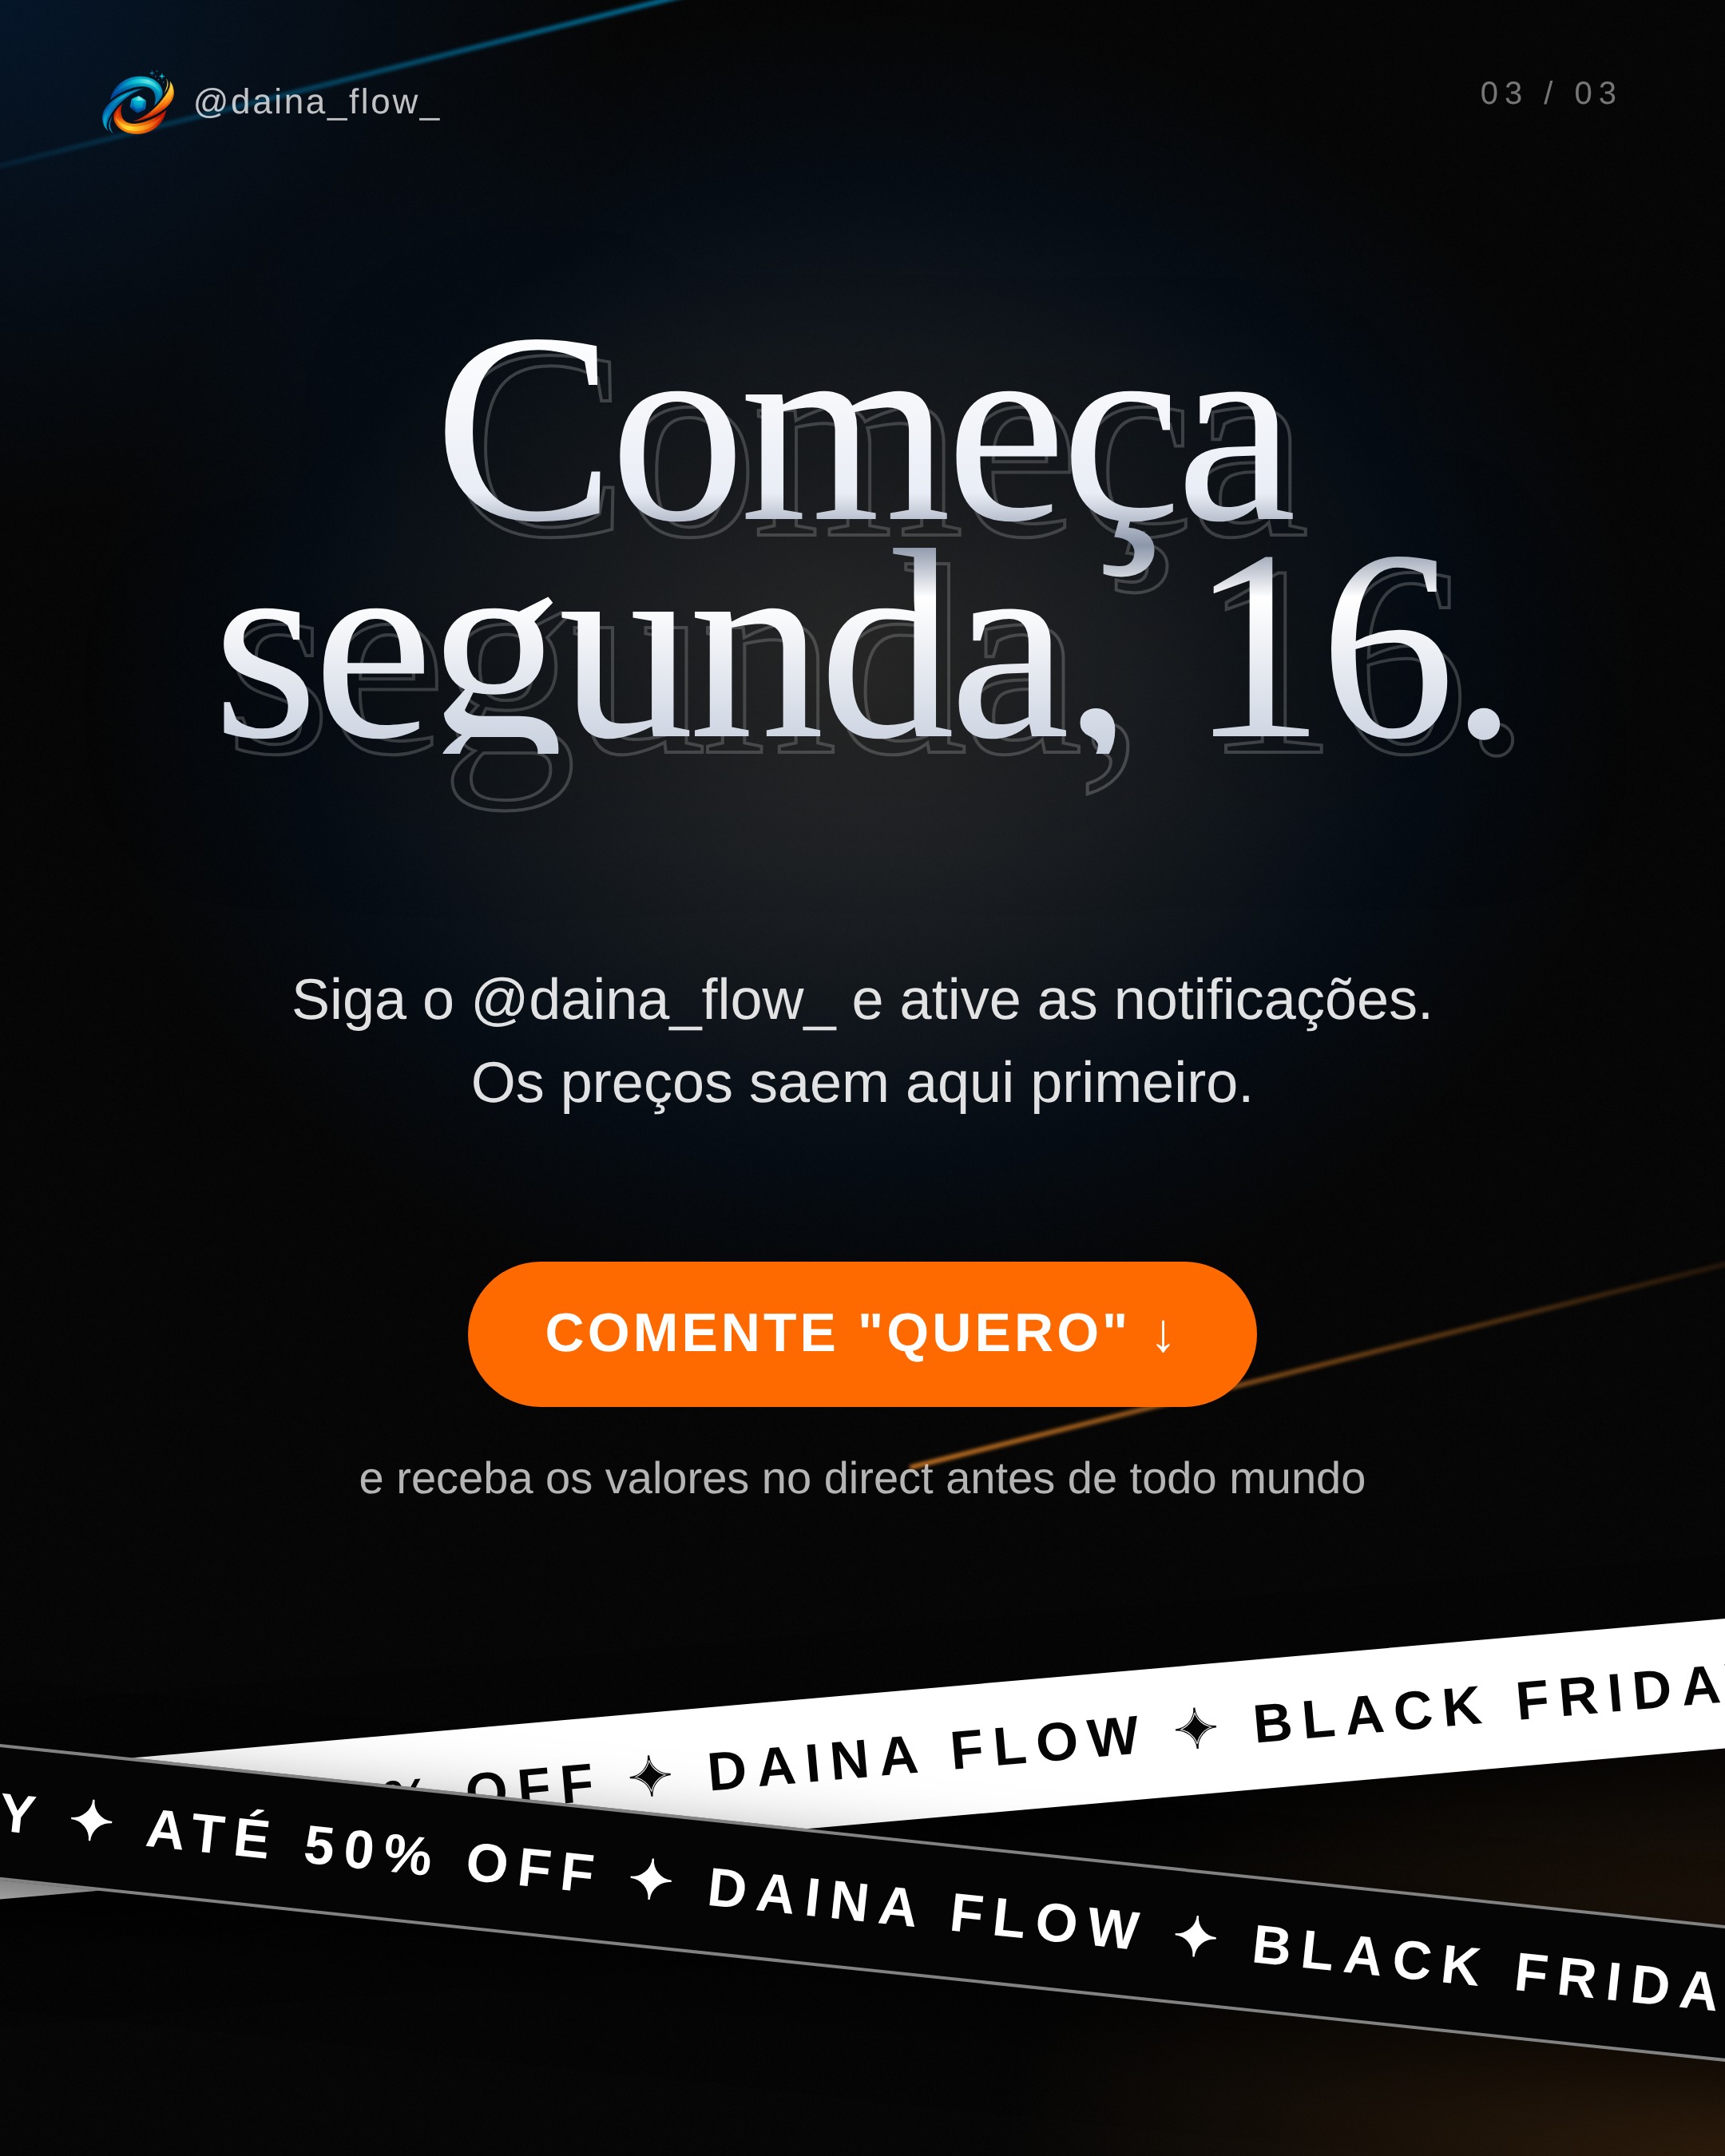 @daina_flow_
03 / 03
Começa
segunda, 16.
Siga o @daina_flow_ e ative as notificações.
Os preços saem aqui primeiro.
COMENTE "QUERO" ↓
e receba os valores no direct antes de todo mundo
% OFF ✦ DAINA FLOW ✦ BLACK FRIDAY
Y ✦ ATÉ 50% OFF ✦ DAINA FLOW ✦ BLACK FRIDA